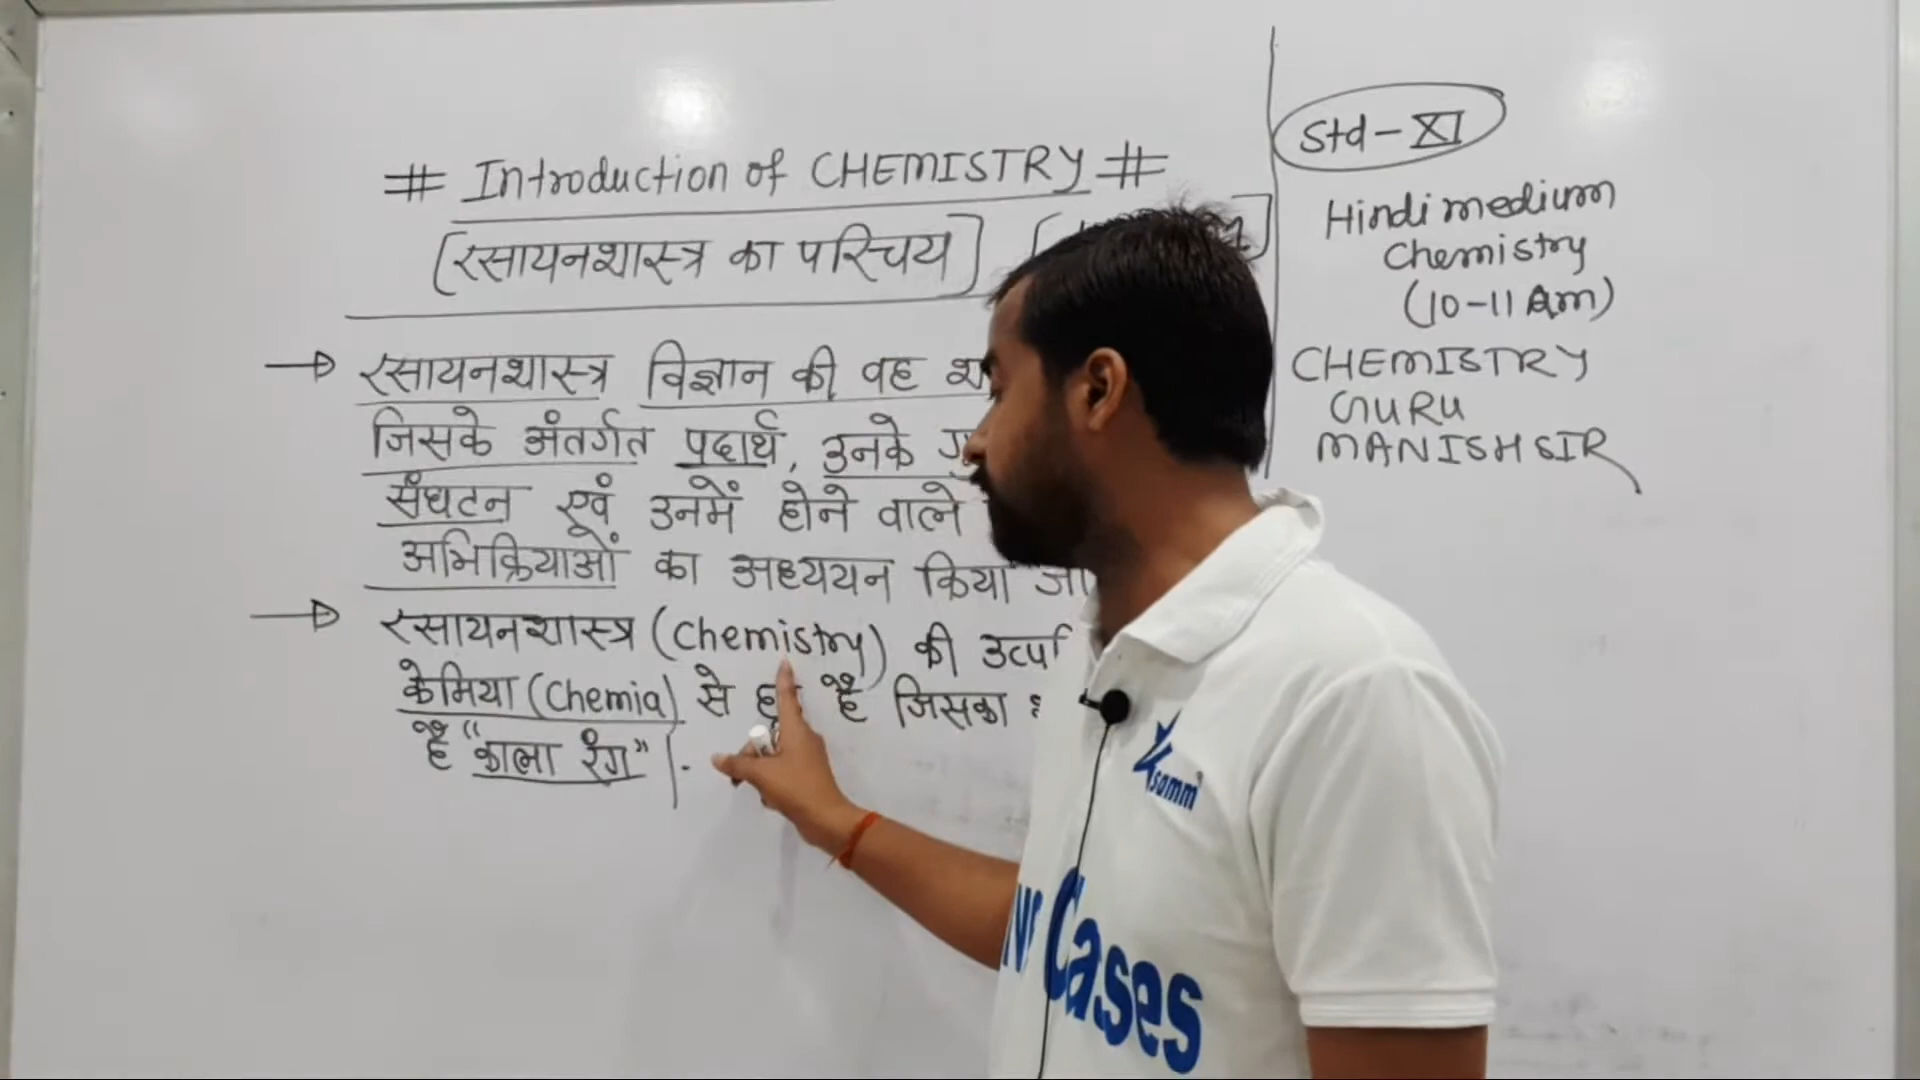 # Introduction of CHEMISTRY #
[रसायनशास्त्र का परिचय]
रसायनशास्त्र विज्ञान की वह
जिसके अंतर्गत पदार्थ, उनके
संघटन एवं उनमें होने वाले
अभिक्रियाओं का अध्ययन किया
रसायनशास्त्र (Chemistry) की
केमिया (Chemia) से हुई है जिसका
है "काला रंग"।
Std-XI
Hindi medium
Chemistry
(10-11 Am)
CHEMISTRY
GURU
MANISH SIR
samm
Cases